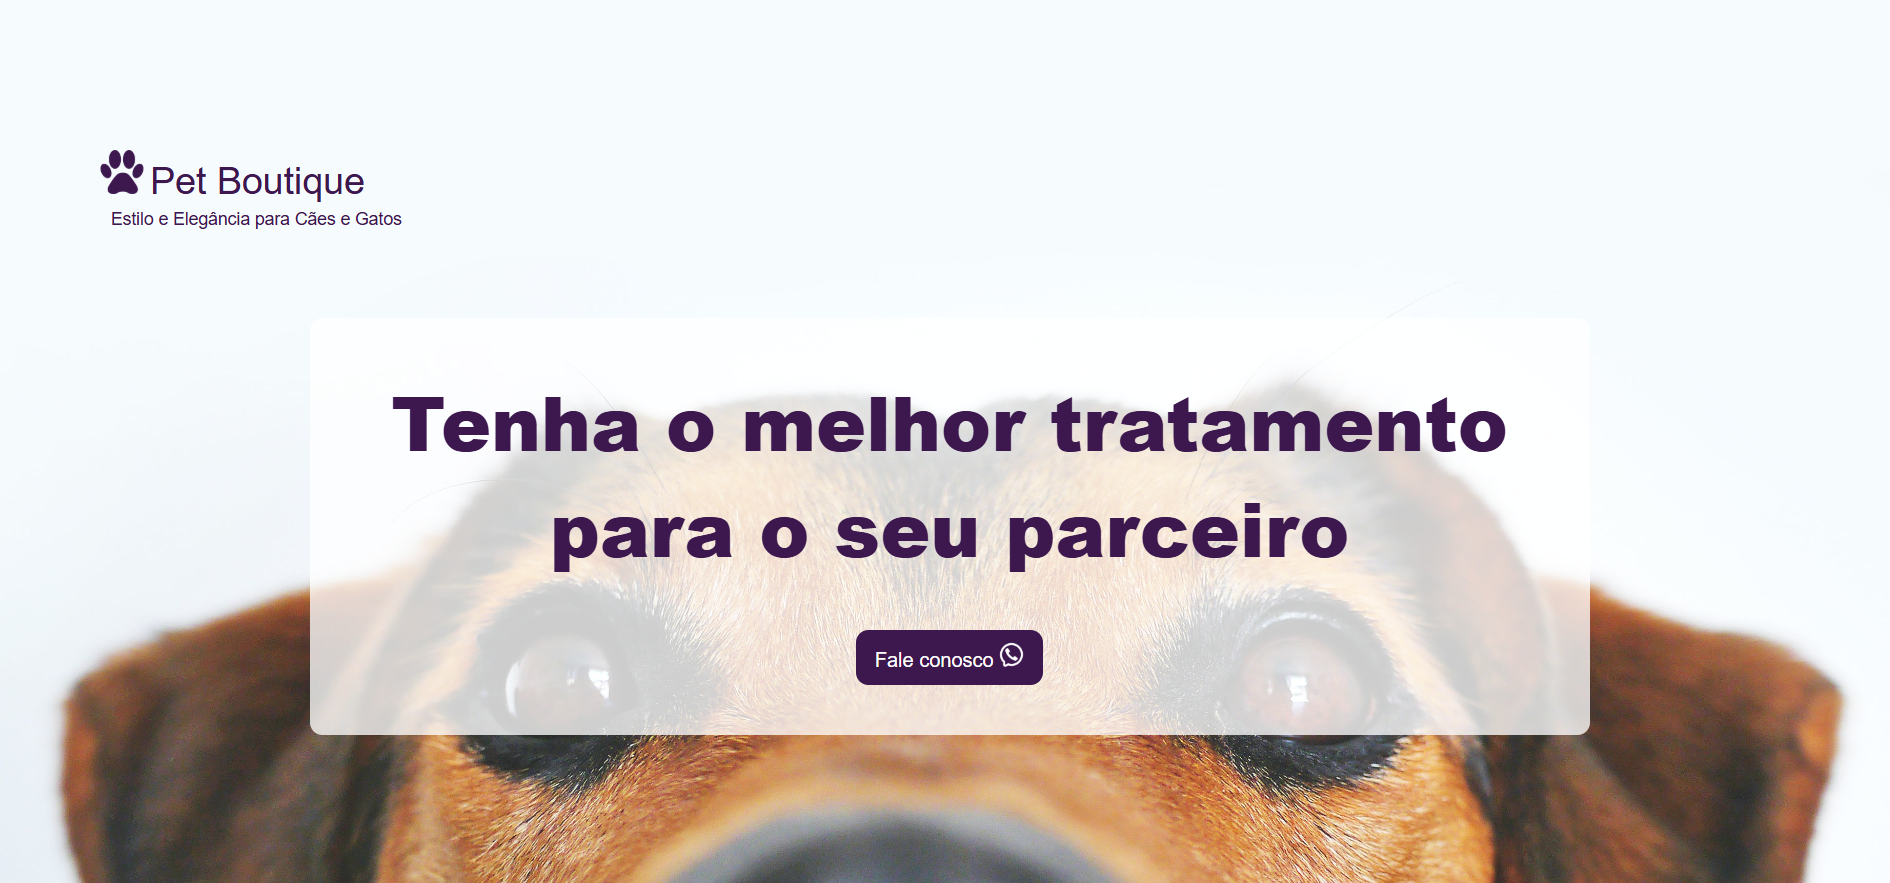 Pet Boutique
Estilo e Elegância para Cães e Gatos
Tenha o melhor tratamento
para o seu parceiro
Fale conosco